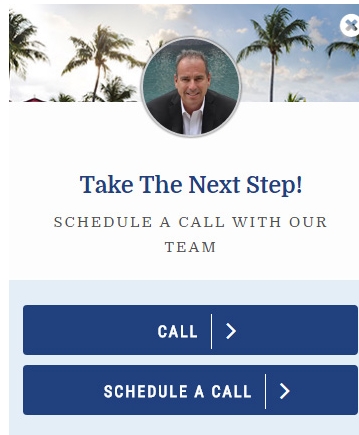 Take The Next Step!
SCHEDULE A CALL WITH OUR
TEAM
CALL
SCHEDULE A CALL